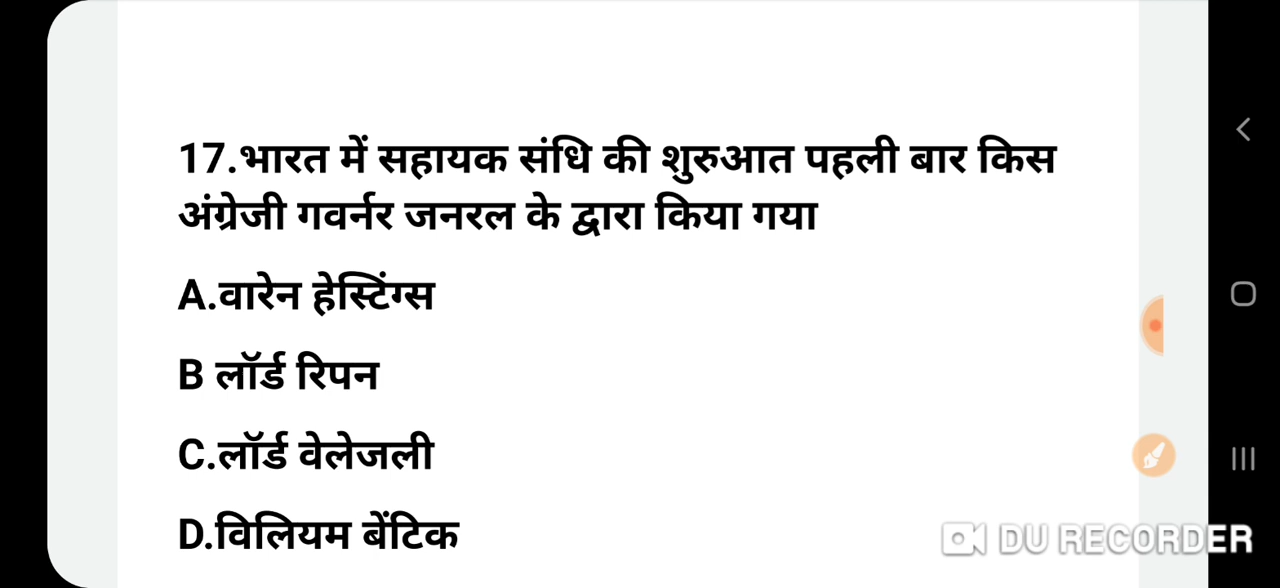 17.भारत में सहायक संधि की शुरुआत पहली बार किस
अंग्रेजी गवर्नर जनरल के द्वारा किया गया
A.वारेन हेस्टिंग्स
B लॉर्ड रिपन
C.लॉर्ड वेलेजली
D.विलियम बेंटिक
DU RECORDER